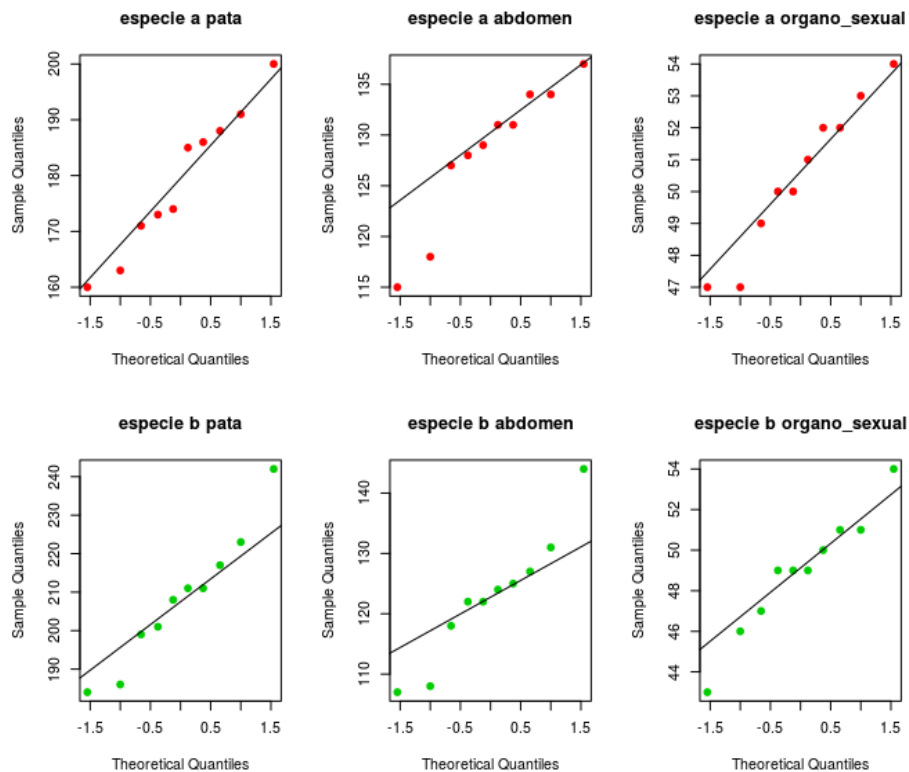 especie a pata
especie a abdomen
especie a organo_sexual
Sample Quantiles
160 170 180 190 200
-1.5 -0.5 0.5 1.5
Theoretical Quantiles
Sample Quantiles
115 120 125 130 135
-1.5 -0.5 0.5 1.5
Theoretical Quantiles
Sample Quantiles
47 48 49 50 51 52 53 54
-1.5 -0.5 0.5 1.5
Theoretical Quantiles
especie b pata
especie b abdomen
especie b organo_sexual
Sample Quantiles
190 200 210 220 240
-1.5 -0.5 0.5 1.5
Theoretical Quantiles
Sample Quantiles
110 120 130 140
-1.5 -0.5 0.5 1.5
Theoretical Quantiles
Sample Quantiles
44 46 48 50 52 54
-1.5 -0.5 0.5 1.5
Theoretical Quantiles